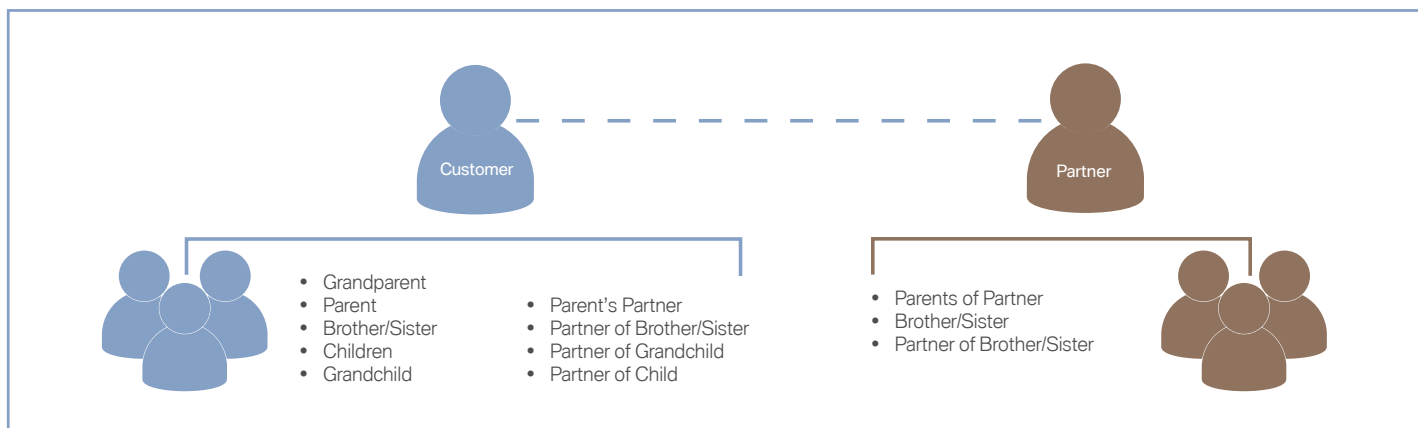 Customer
Partner
• Grandparent
• Parent
• Brother/Sister
• Children
• Grandchild
• Parent’s Partner
• Partner of Brother/Sister
• Partner of Grandchild
• Partner of Child
• Parents of Partner
• Brother/Sister
• Partner of Brother/Sister